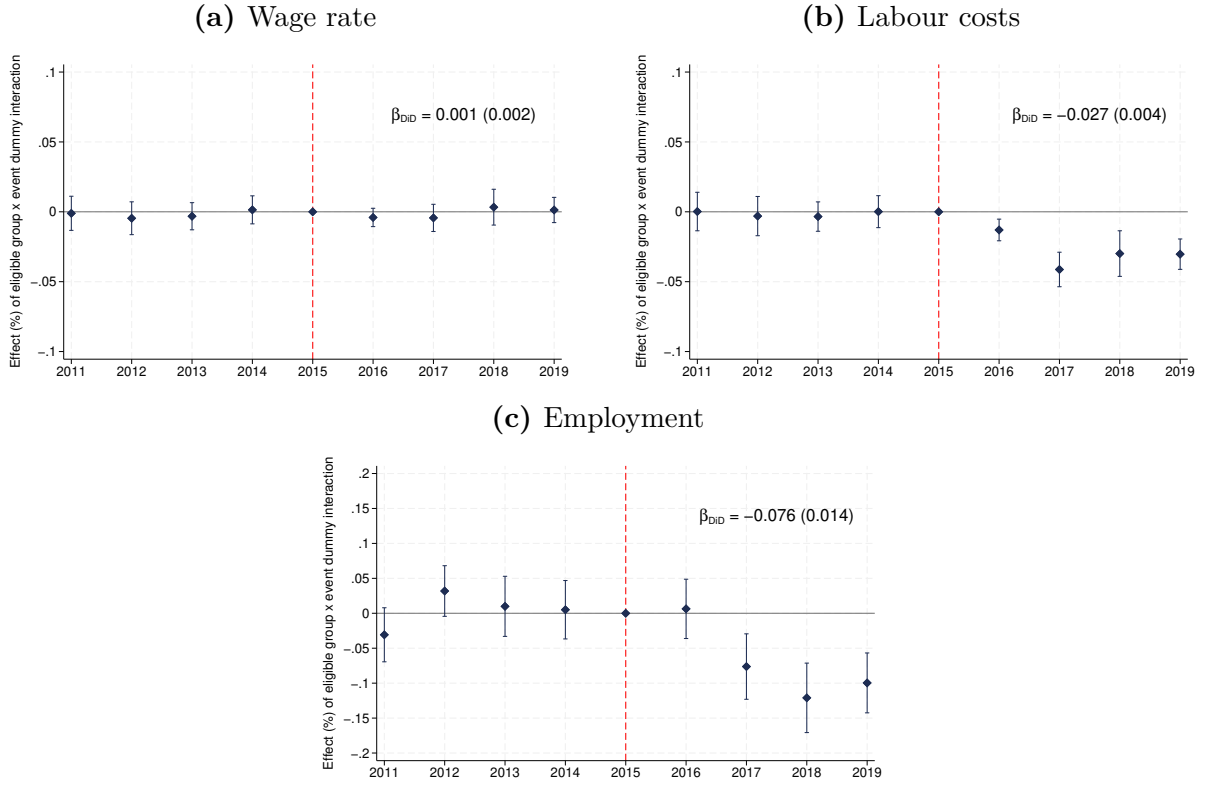 (a) Wage rate
Effect (%) of eligible group x event dummy interaction
.1
.05
0
−.05
−.1
β_DiD = 0.001 (0.002)
2011 2012 2013 2014 2015 2016 2017 2018 2019
(b) Labour costs
Effect (%) of eligible group x event dummy interaction
.1
.05
0
−.05
−.1
β_DiD = −0.027 (0.004)
2011 2012 2013 2014 2015 2016 2017 2018 2019
(c) Employment
Effect (%) of eligible group x event dummy interaction
.2
.15
.1
.05
0
−.05
−.1
−.15
−.2
β_DiD = −0.076 (0.014)
2011 2012 2013 2014 2015 2016 2017 2018 2019